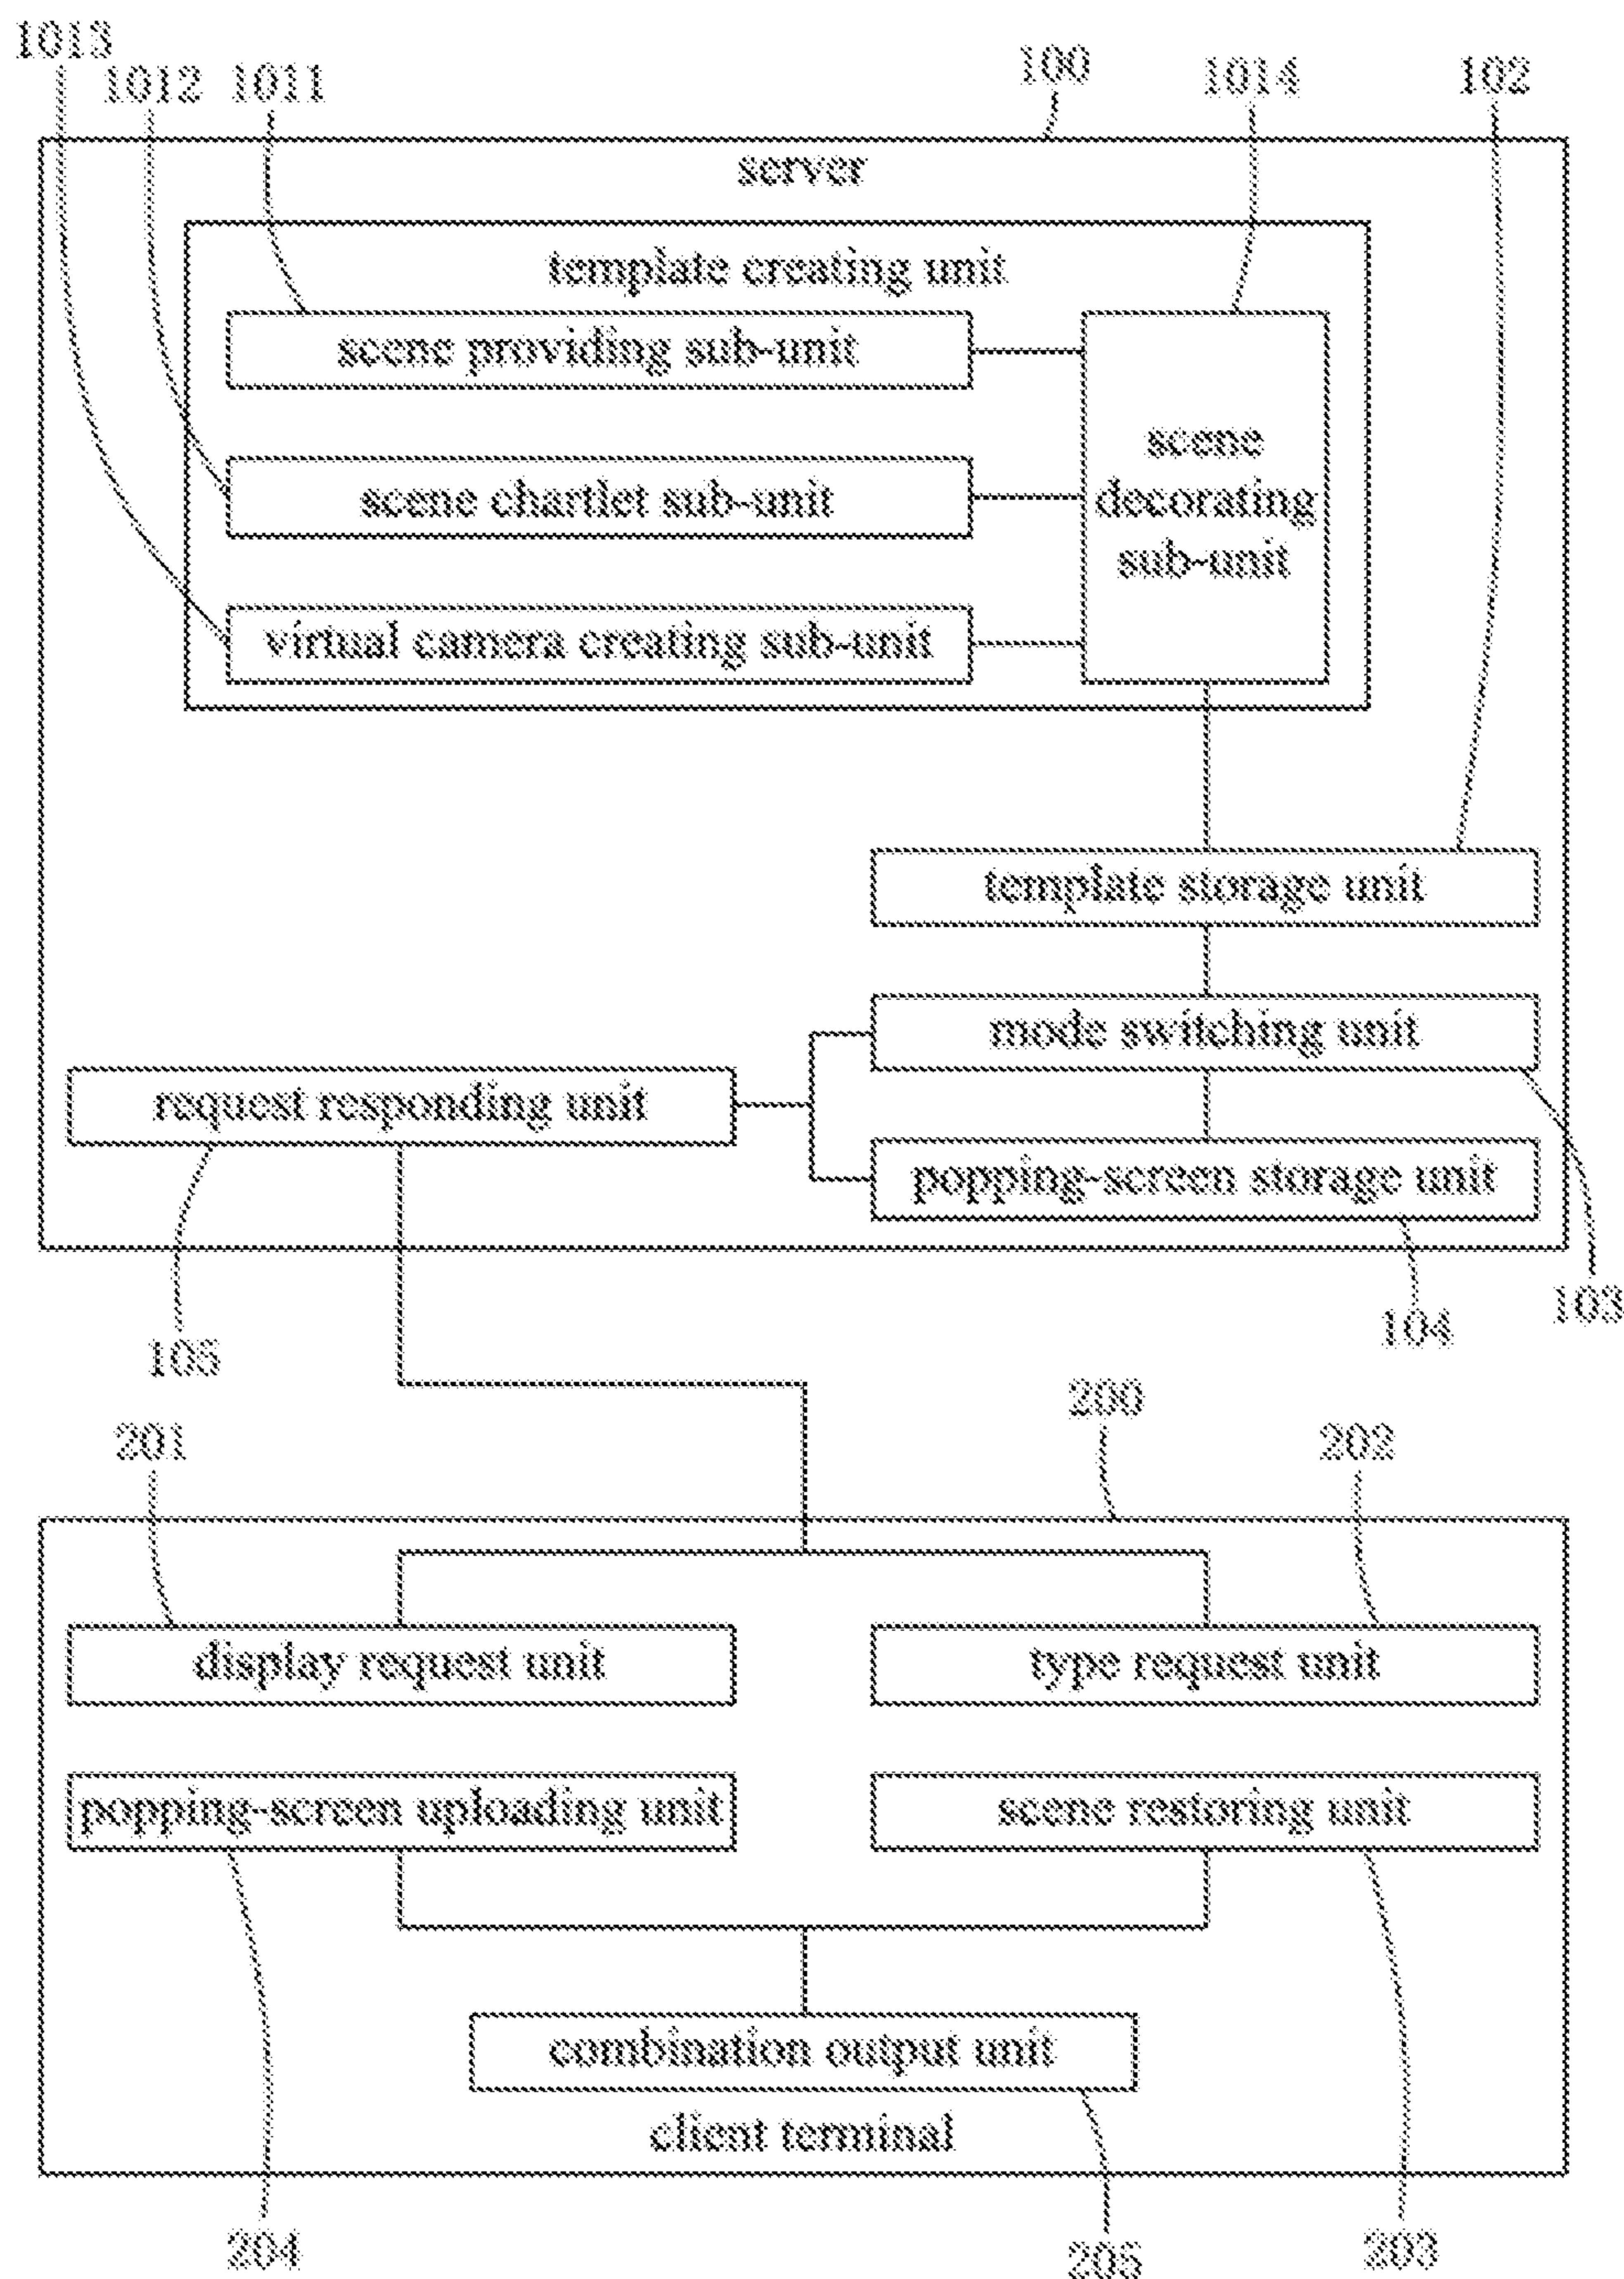 1013
1012 1011
100
1014
102
server
template creating unit
scene providing sub-unit
scene chartlet sub-unit
virtual camera creating sub-unit
scene
decorating
sub-unit
template storage unit
mode switching unit
request responding unit
popping-screen storage unit
103
104
105
200
201
202
display request unit
type request unit
popping-screen uploading unit
scene restoring unit
combination output unit
client terminal
204
205
203